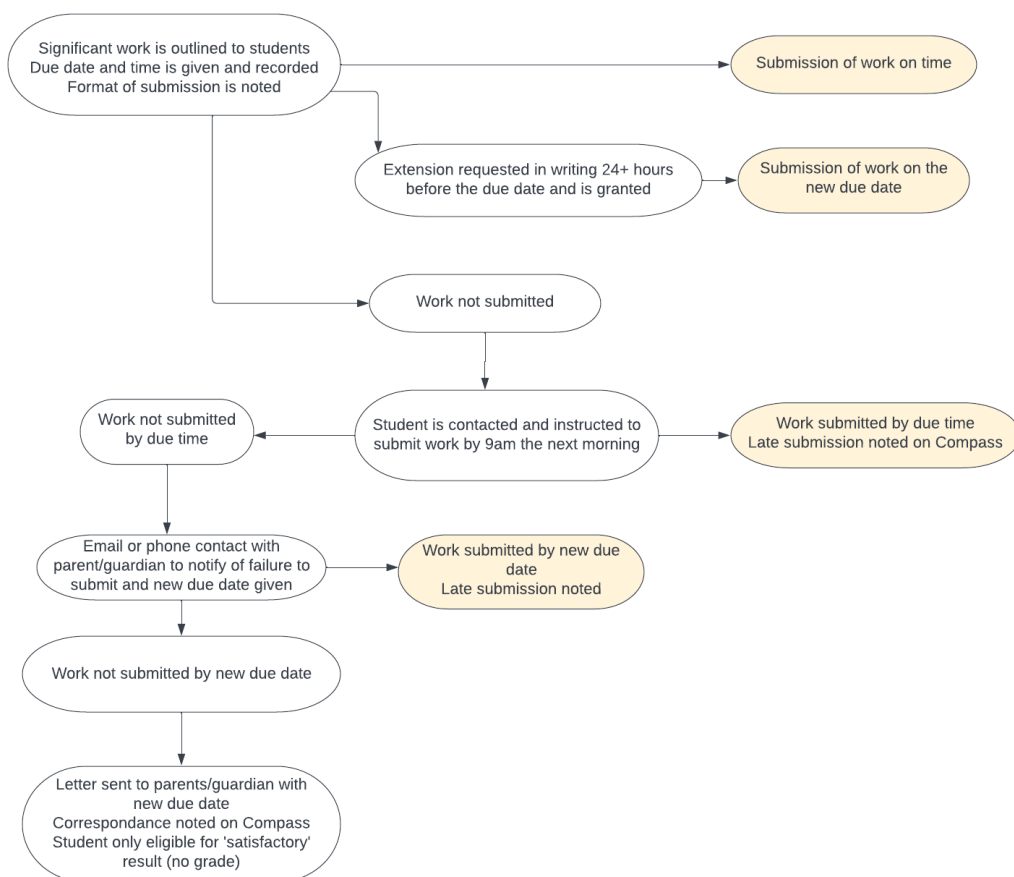 Significant work is outlined to students
Due date and time is given and recorded
Format of submission is noted
Submission of work on time
Extension requested in writing 24+ hours
before the due date and is granted
Submission of work on the
new due date
Work not submitted
Student is contacted and instructed to
submit work by 9am the next morning
Work not submitted
by due time
Work submitted by due time
Late submission noted on Compass
Email or phone contact with
parent/guardian to notify of failure to
submit and new due date given
Work submitted by new due
date
Late submission noted
Work not submitted by new due date
Letter sent to parents/guardian with
new due date
Correspondance noted on Compass
Student only eligible for 'satisfactory'
result (no grade)